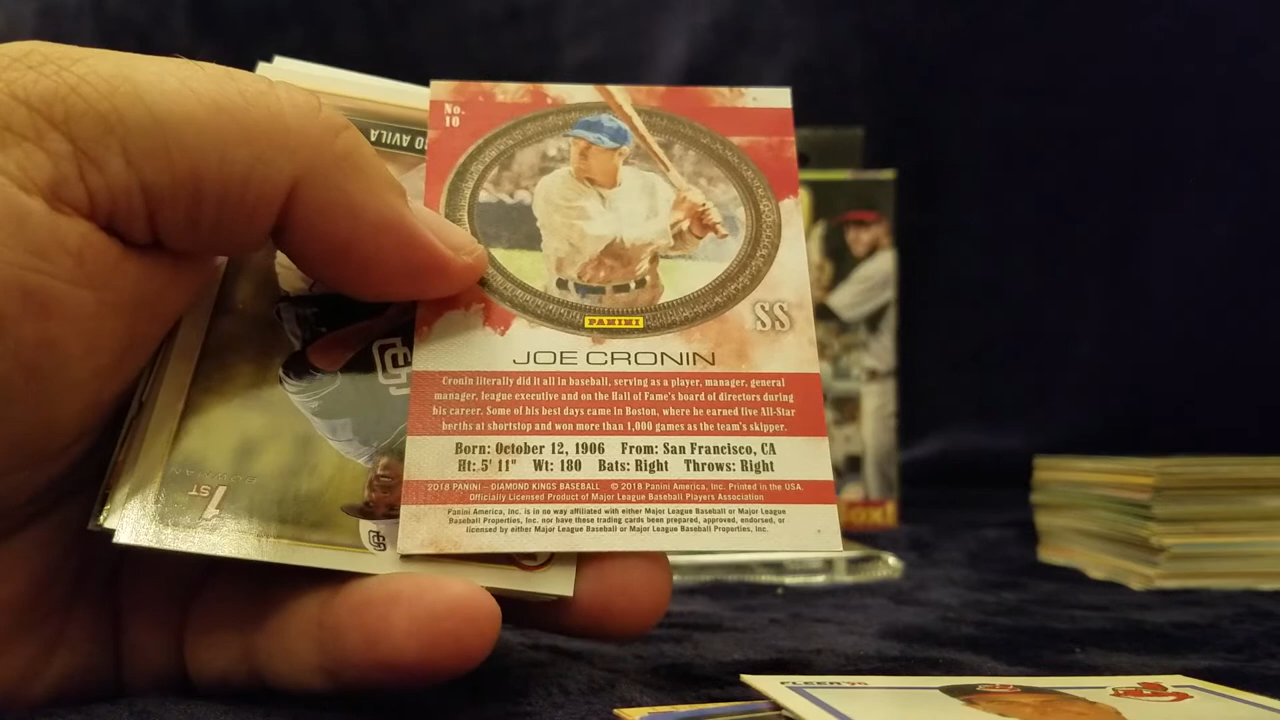 No.
10
PANINI
SS
JOE CRONIN
Cronin literally did it all in baseball, serving as a player, manager, general
manager, league executive and on the Hall of Fame's board of directors during
his career. Some of his best days came in Boston, where he earned five All-Star
berths at shortstop and won more than 1,000 games as the team's skipper.
Born: October 12, 1906 From: San Francisco, CA
Ht: 5' 11" Wt: 180 Bats: Right Throws: Right
2018 PANINI – DIAMOND KINGS BASEBALL © 2018 Panini America, Inc. Printed in the USA.
Officially Licensed Product of Major League Baseball Players Association
Panini America, Inc. is in no way affiliated with either Major League Baseball or Major League
Baseball Properties, Inc. nor have these trading cards been prepared, approved, endorsed, or
licensed by either Major League Baseball or Major League Baseball Properties, Inc.
AVILA
1ST
BOWMAN
FLEER